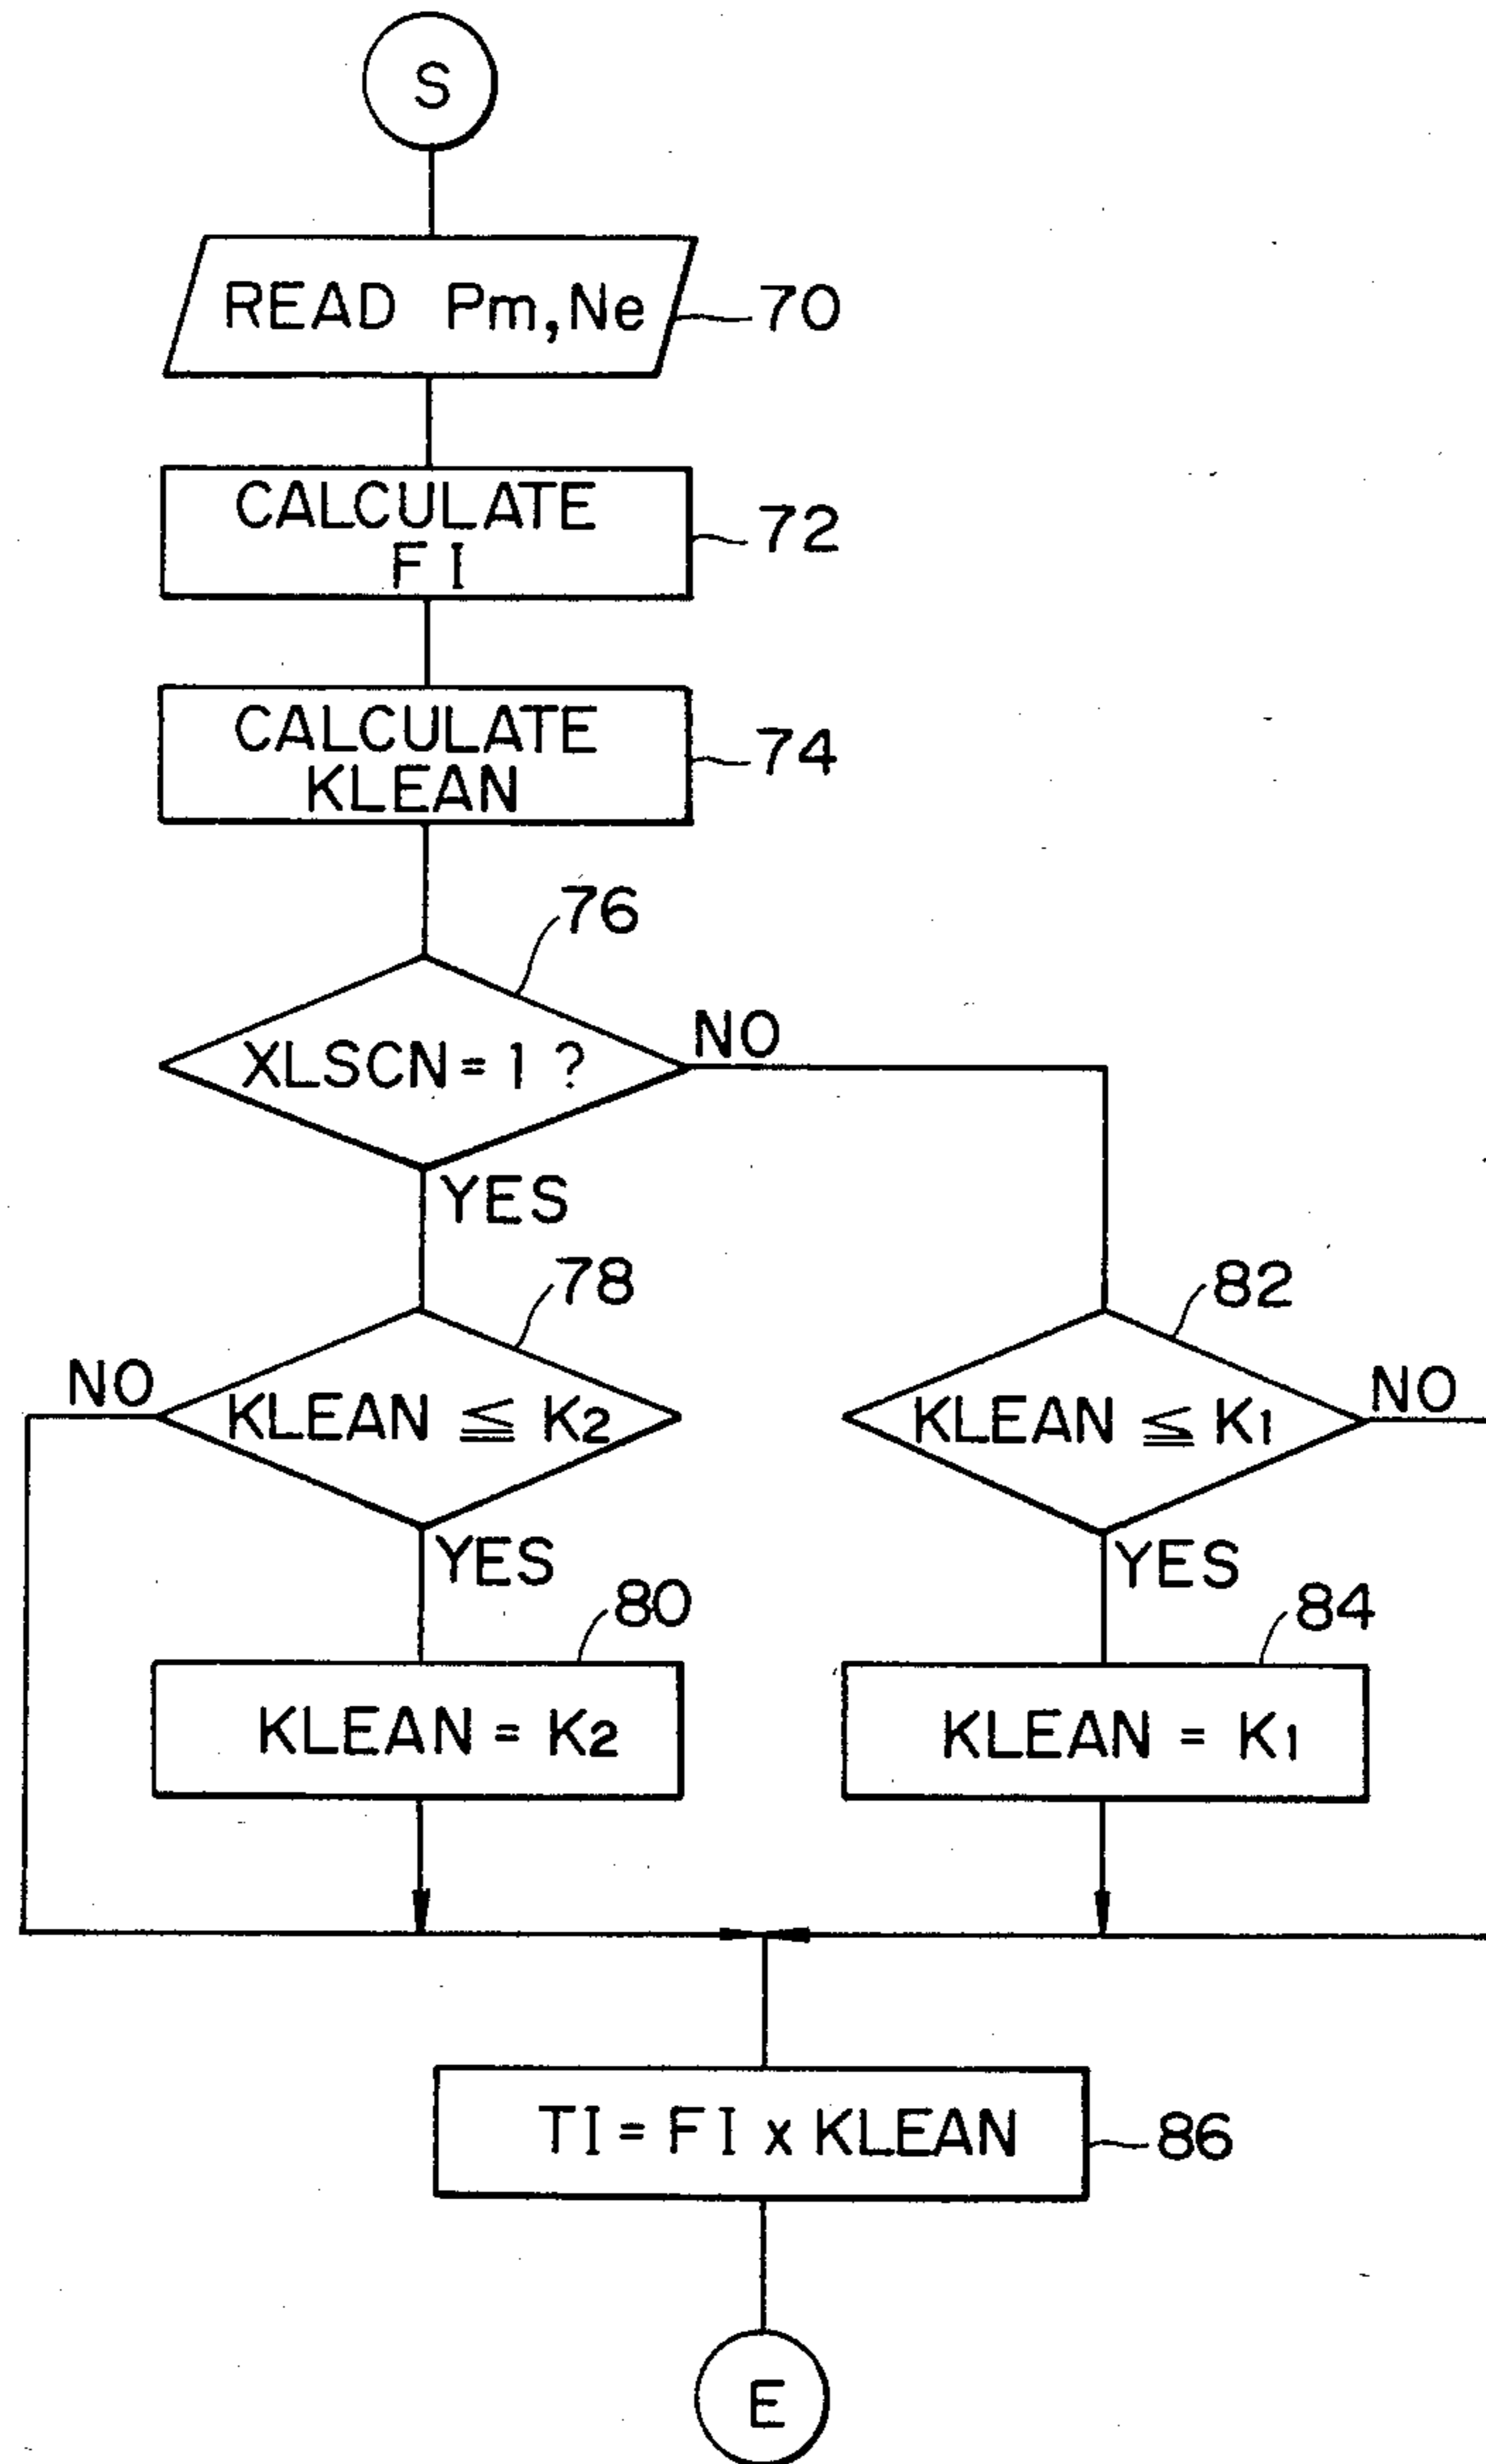 S
READ Pm,Ne
70
CALCULATE
FI
72
CALCULATE
KLEAN
74
76
XLSCN=1?
NO
YES
78
82
NO
KLEAN ≦ K2
KLEAN ≦ K1
NO
YES
YES
80
84
KLEAN = K2
KLEAN = K1
TI=FI x KLEAN
86
E